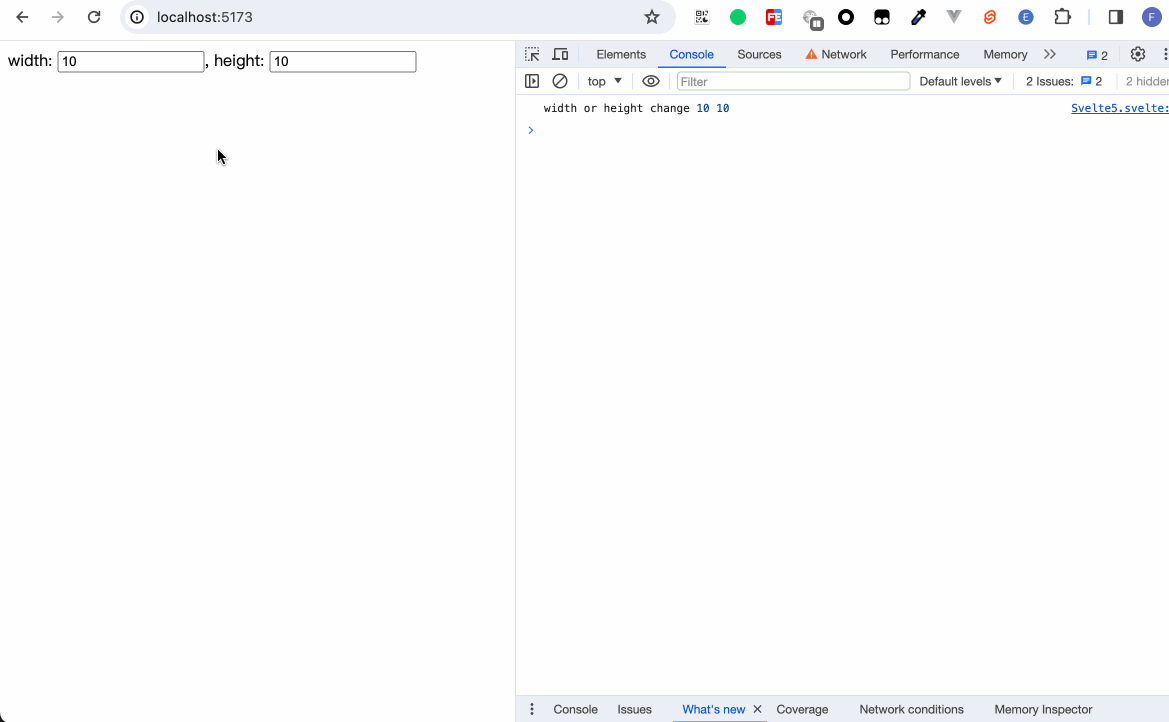 localhost:5173
FE
E
F
width: 10, height: 10
Elements Console Sources Network Performance Memory 2
top Filter Default levels 2 Issues: 2 2 hidden
width or height change 10 10 Svelte5.svelte:
Console Issues What's new Coverage Network conditions Memory Inspector